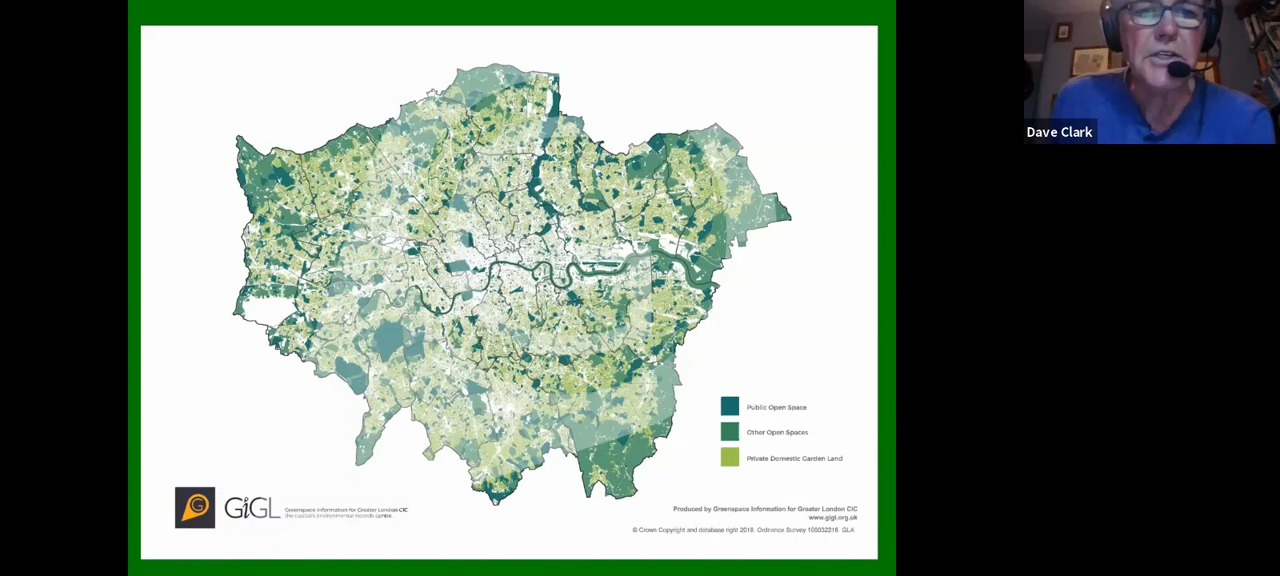 Dave Clark
Public Open Space
Other Open Spaces
Private Domestic Garden Land
GiGL
Greenspace Information for Greater London CIC
the capital's environmental records centre
Produced by Greenspace Information for Greater London CIC
www.gigl.org.uk
© Crown Copyright and database right 2018. Ordnance Survey 100032216. GLA